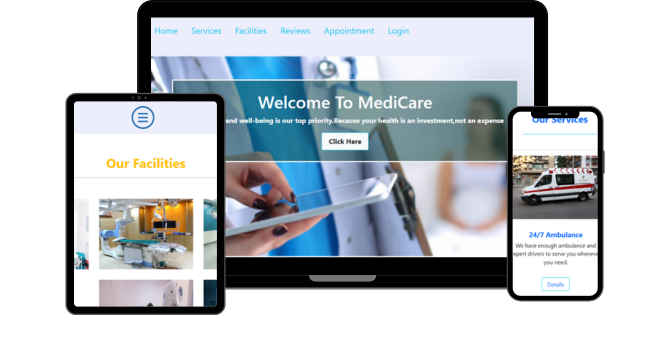 Home Services Facilities Reviews Appointment Login
Welcome To MediCare
and well-being is our top priority.Because your health is an investment,not an expense
Click Here
Our Facilities
Our Services
24/7 Ambulance
We have enough ambulance and
drivers to serve you
you need.
Details